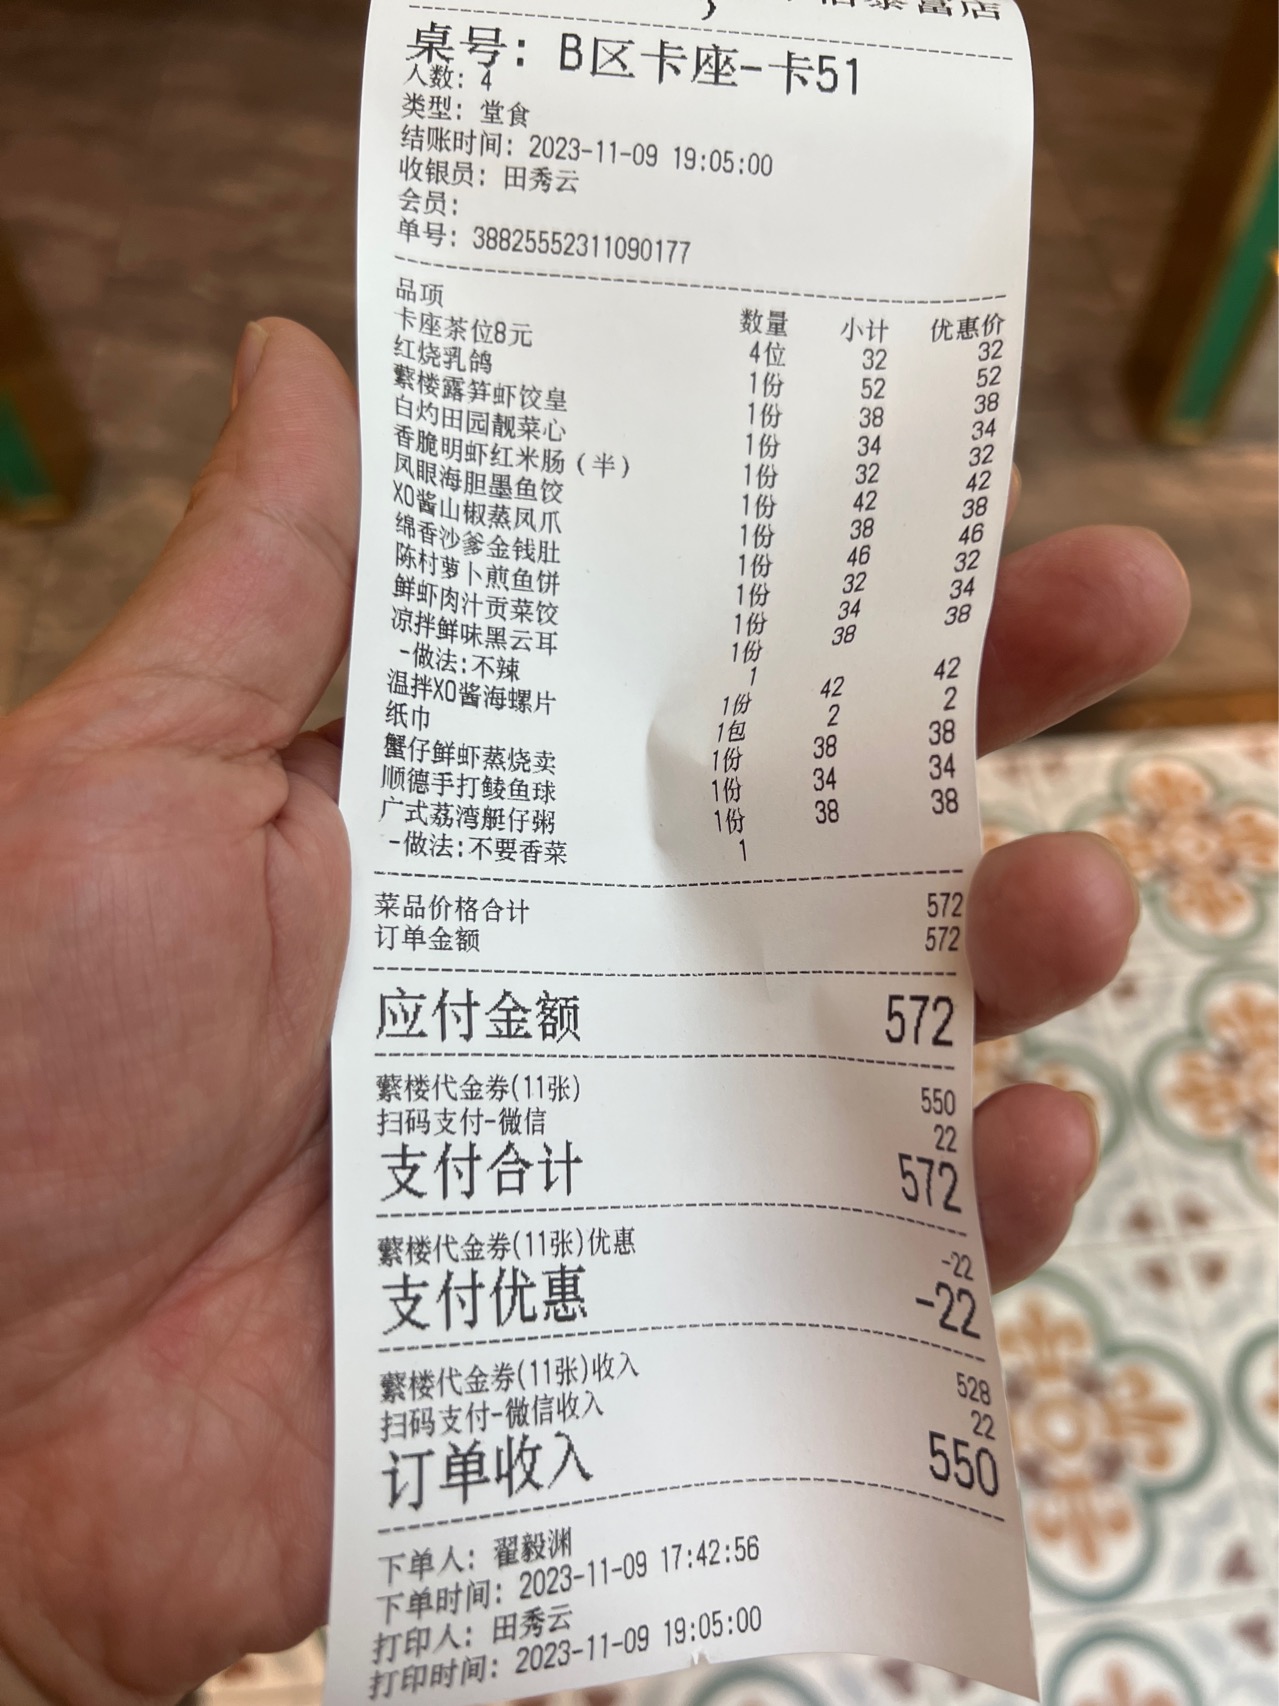 泰富店
桌号: B区卡座-卡51
人数: 4
类型: 堂食
结账时间: 2023-11-09 19:05:00
收银员: 田秀云
会员:
单号: 38825552311090177
品项 数量 小计 优惠价
卡座茶位8元 4位 32 32
红烧乳鸽 1份 52 52
蘩楼露笋虾饺皇 1份 38 38
白灼田园靓菜心 1份 34 34
香脆明虾红米肠(半) 1份 32 32
凤眼海胆墨鱼饺 1份 42 42
XO酱山椒蒸凤爪 1份 38 38
绵香沙爹金钱肚 1份 46 46
陈村萝卜煎鱼饼 1份 32 32
鲜虾肉汁贡菜饺 1份 34 34
凉拌鲜味黑云耳 1份 38 38
-做法:不辣 1
温拌XO酱海螺片 1份 42 42
纸巾 1包 2 2
蟹仔鲜虾蒸烧卖 1份 38 38
顺德手打鲮鱼球 1份 34 34
广式荔湾艇仔粥 1份 38 38
-做法:不要香菜 1
菜品价格合计 572
订单金额 572
应付金额 572
蘩楼代金券(11张) 550
扫码支付-微信 22
支付合计 572
蘩楼代金券(11张)优惠 -22
支付优惠 -22
蘩楼代金券(11张)收入 528
扫码支付-微信收入 22
订单收入 550
下单人: 翟毅渊
下单时间: 2023-11-09 17:42:56
打印人: 田秀云
打印时间: 2023-11-09 19:05:00